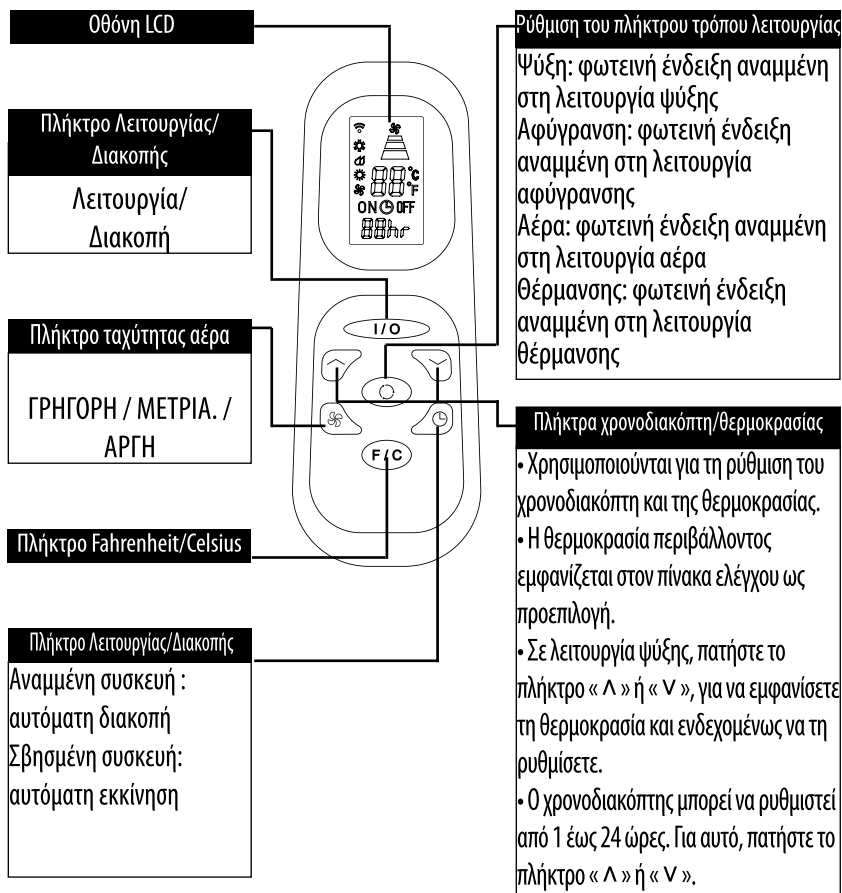 Οθόνη LCD
Πλήκτρο Λειτουργίας/
Διακοπής
Λειτουργία/
Διακοπή
Πλήκτρο ταχύτητας αέρα
ΓΡΗΓΟΡΗ / ΜΕΤΡΙΑ. /
ΑΡΓΗ
Πλήκτρο Fahrenheit/Celsius
Πλήκτρο Λειτουργίας/Διακοπής
Αναμμένη συσκευή :
αυτόματη διακοπή
Σβησμένη συσκευή:
αυτόματη εκκίνηση
88 °C
°F
ON OFF
88hr
I/O
F/C
Ρύθμιση του πλήκτρου τρόπου λειτουργίας
Ψύξη: φωτεινή ένδειξη αναμμένη
στη λειτουργία ψύξης
Αφύγρανση: φωτεινή ένδειξη
αναμμένη στη λειτουργία
αφύγρανσης
Αέρα: φωτεινή ένδειξη αναμμένη
στη λειτουργία αέρα
Θέρμανσης: φωτεινή ένδειξη
αναμμένη στη λειτουργία
θέρμανσης
Πλήκτρα χρονοδιακόπτη/θερμοκρασίας
• Χρησιμοποιούνται για τη ρύθμιση του
χρονοδιακόπτη και της θερμοκρασίας.
• Η θερμοκρασία περιβάλλοντος
εμφανίζεται στον πίνακα ελέγχου ως
προεπιλογή.
• Σε λειτουργία ψύξης, πατήστε το
πλήκτρο « Λ » ή « V », για να εμφανίσετε
τη θερμοκρασία και ενδεχομένως να τη
ρυθμίσετε.
• Ο χρονοδιακόπτης μπορεί να ρυθμιστεί
από 1 έως 24 ώρες. Για αυτό, πατήστε το
πλήκτρο « Λ » ή « V ».